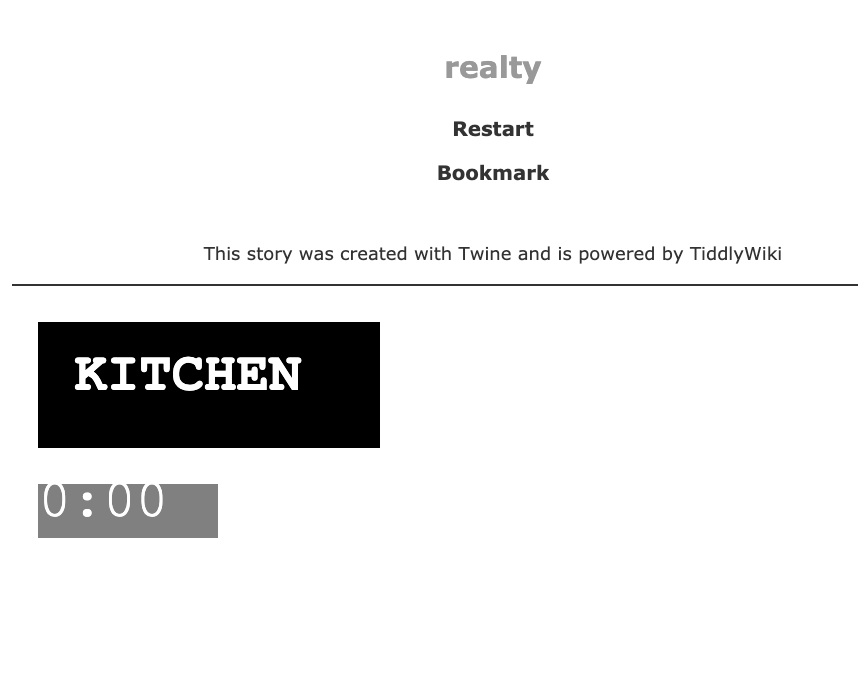 realty
Restart
Bookmark
This story was created with Twine and is powered by TiddlyWiki
KITCHEN
0:00